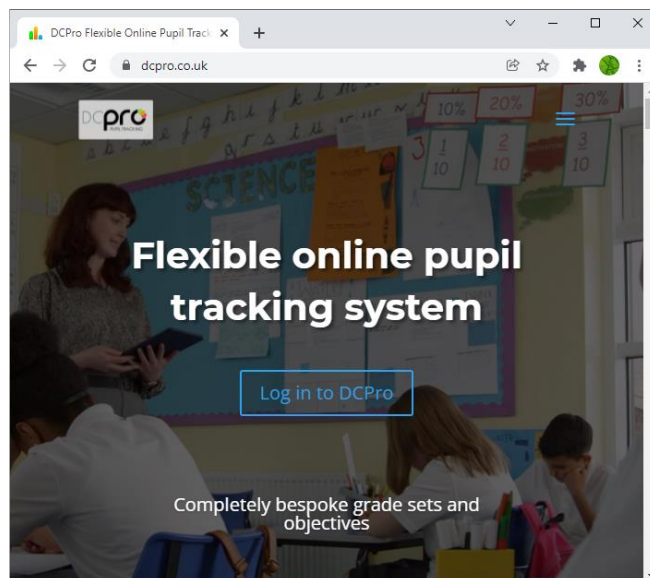 DCPro Flexible Online Pupil Track
dcpro.co.uk
DCpro
PUPIL TRACKING
a b c d e f g h i j k l m
q r s t u
10% 20% 30%
1 2 3
10 10 10
3
SCIENCE
Flexible online pupil
tracking system
Log in to DCPro
Completely bespoke grade sets and
objectives